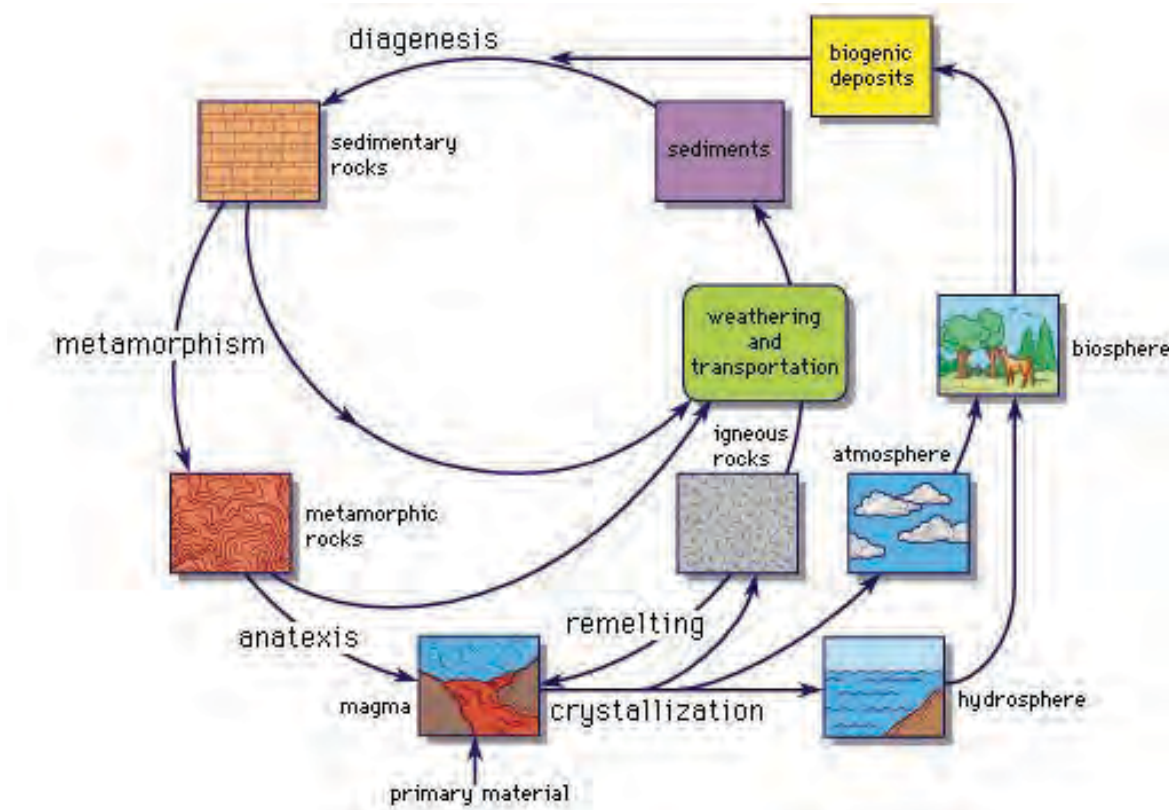 diagenesis
biogenic
deposits
sedimentary
rocks
sediments
metamorphism
weathering
and
transportation
biosphere
igneous
rocks
atmosphere
metamorphic
rocks
anatexis
remelting
magma
crystallization
hydrosphere
primary material